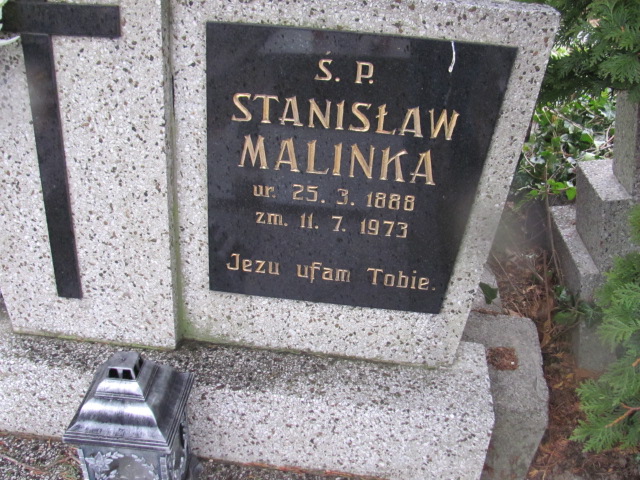 Ś. P.
STANISŁAW
MALINKA
ur. 25. 3. 1888
zm. 11. 7. 1973
Jezu ufam Tobie.